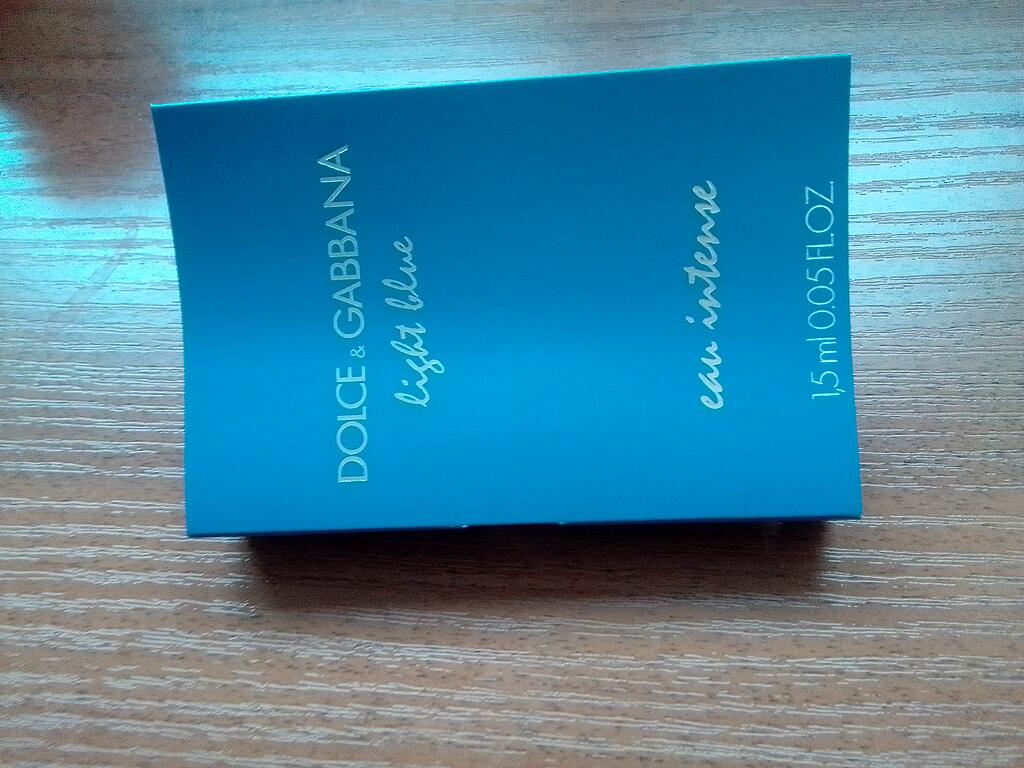 DOLCE & GABBANA
light blue
eau intense
1,5 ml 0.05 FL.OZ.